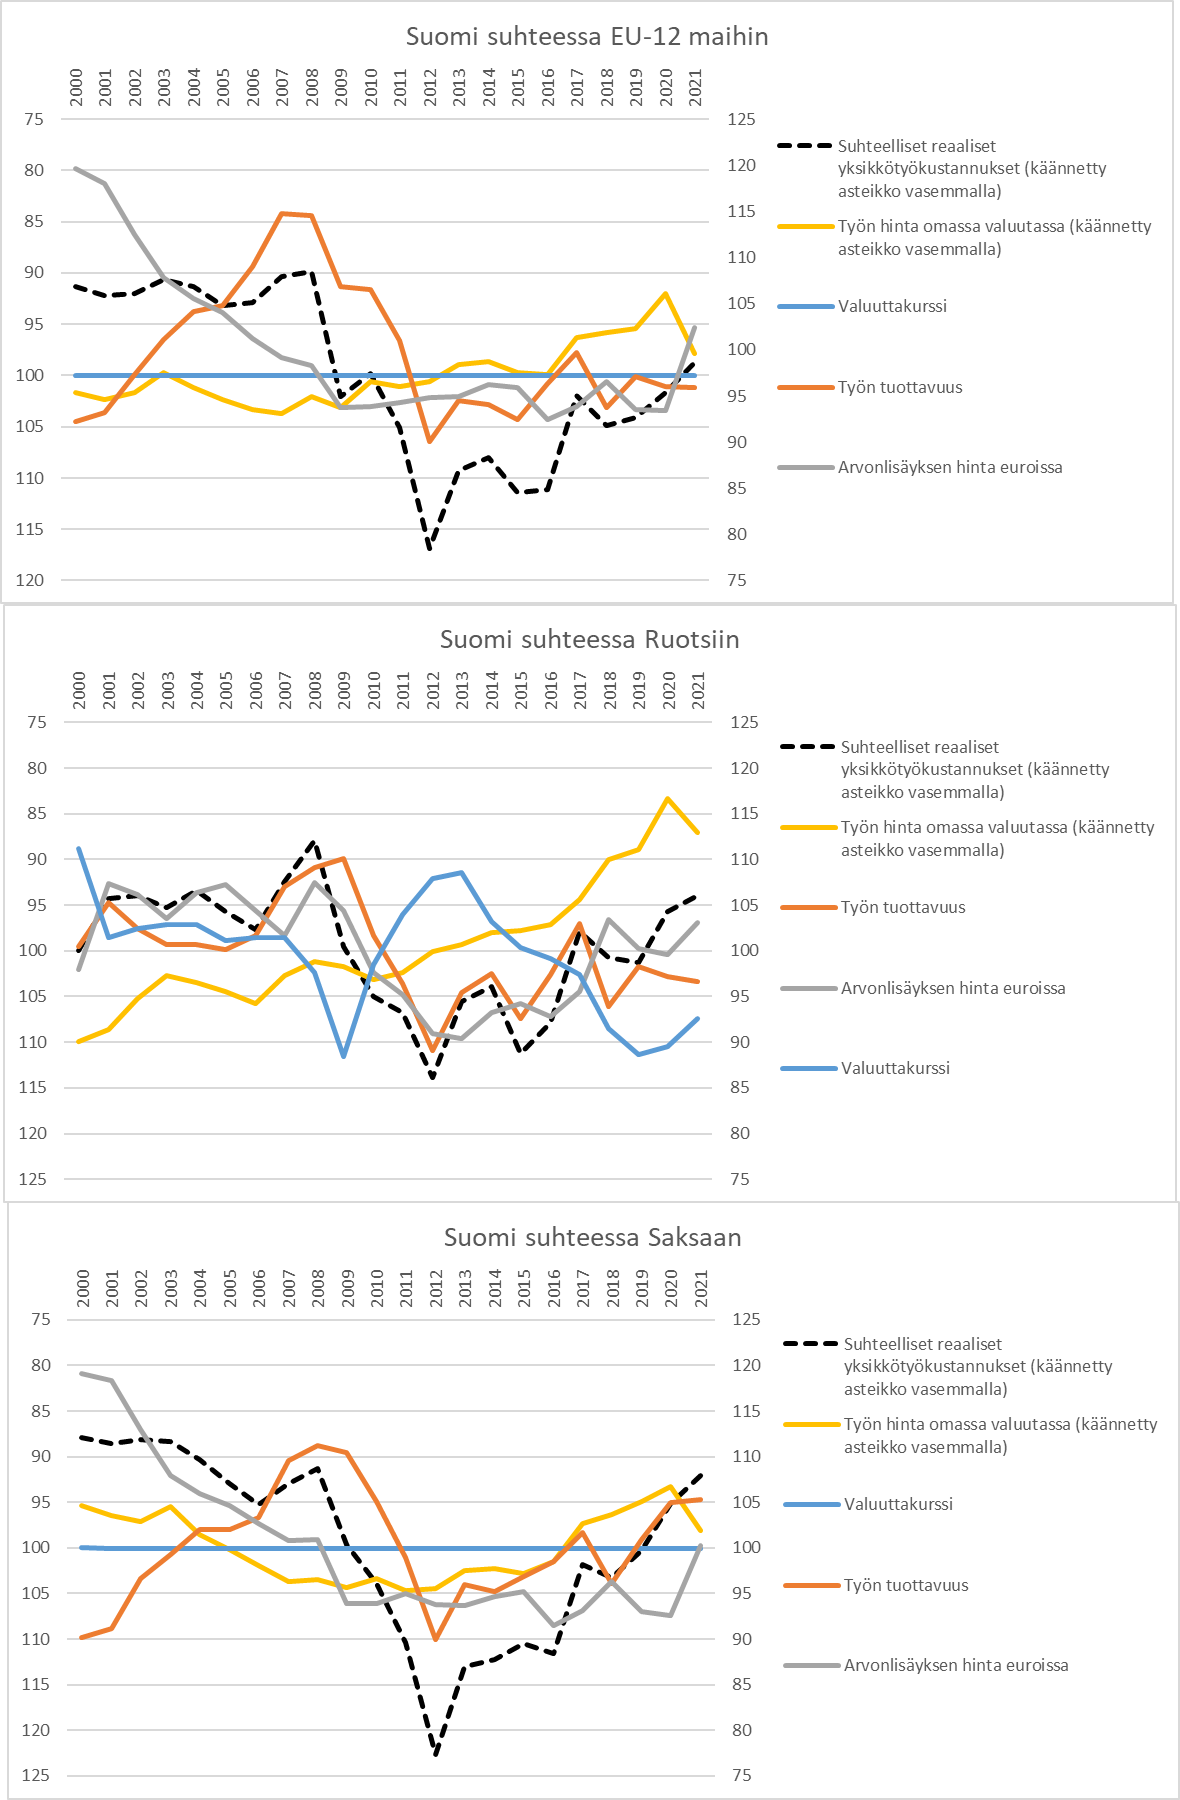 Suomi suhteessa EU-12 maihin
2000 2001 2002 2003 2004 2005 2006 2007 2008 2009 2010 2011 2012 2013 2014 2015 2016 2017 2018 2019 2020 2021
75
80
85
90
95
100
105
110
115
120
125
120
115
110
105
100
95
90
85
80
75
Suhteelliset reaaliset
yksikkötyökustannukset (käännetty
asteikko vasemmalla)
Työn hinta omassa valuutassa (käännetty
asteikko vasemmalla)
Valuuttakurssi
Työn tuottavuus
Arvonlisäyksen hinta euroissa
Suomi suhteessa Ruotsiin
2000 2001 2002 2003 2004 2005 2006 2007 2008 2009 2010 2011 2012 2013 2014 2015 2016 2017 2018 2019 2020 2021
75
80
85
90
95
100
105
110
115
120
125
125
120
115
110
105
100
95
90
85
80
75
Suhteelliset reaaliset
yksikkötyökustannukset (käännetty
asteikko vasemmalla)
Työn hinta omassa valuutassa (käännetty
asteikko vasemmalla)
Työn tuottavuus
Arvonlisäyksen hinta euroissa
Valuuttakurssi
Suomi suhteessa Saksaan
2000 2001 2002 2003 2004 2005 2006 2007 2008 2009 2010 2011 2012 2013 2014 2015 2016 2017 2018 2019 2020 2021
75
80
85
90
95
100
105
110
115
120
125
125
120
115
110
105
100
95
90
85
80
75
Suhteelliset reaaliset
yksikkötyökustannukset (käännetty
asteikko vasemmalla)
Työn hinta omassa valuutassa (käännetty
asteikko vasemmalla)
Valuuttakurssi
Työn tuottavuus
Arvonlisäyksen hinta euroissa